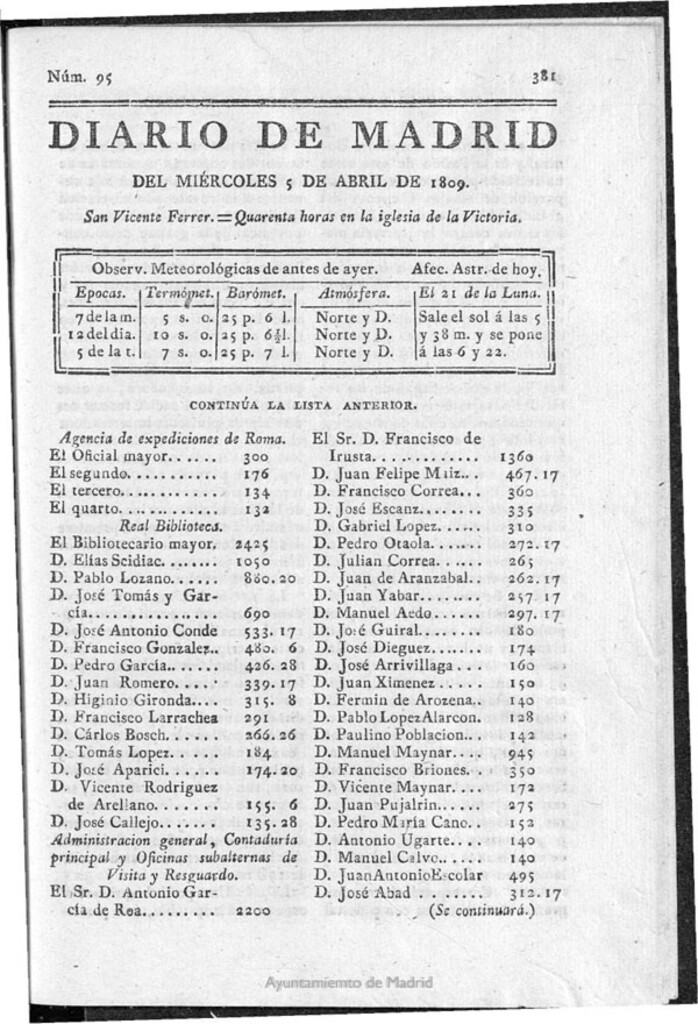 Núm. 95 381
DIARIO DE MADRID
DEL MIÉRCOLES 5 DE ABRIL DE 1809.
San Vicente Ferrer. = Quarenta horas en la iglesia de la Victoria.
Observ. Meteorológicas de antes de ayer. Afec. Astr. de hoy.
Epocas. Termómet. Barómet. Atmósfera. El 21 de la Luna.
7 de la m. 5 s. o. 25 p. 6 l. Norte y D. Sale el sol á las 5
12 del dia. 10 s. o. 25 p. 6½ l. Norte y D. y 38 m. y se pone
5 de la t. 7 s. o. 25 p. 7 l. Norte y D. á las 6 y 22.
CONTINÚA LA LISTA ANTERIOR.
Agencia de expediciones de Roma.
El Oficial mayor...... 300
El segundo........... 176
El tercero............ 134
El quarto............ 132
Real Biblioteca.
El Bibliotecario mayor. 2425
D. Elías Scidiac........ 1050
D. Pablo Lozano...... 880.20
D. José Tomás y Gar-
cía................ 690
D. José Antonio Conde 533.17
D. Francisco Gonzalez.. 480. 6
D. Pedro García....... 426.28
D. Juan Romero..... 339.17
D. Higinio Gironda.... 315. 8
D. Francisco Larrachea 291
D. Cárlos Bosch...... 266.26
D. Tomás Lopez...... 184
D. José Aparici...... 174.20
D. Vicente Rodriguez
de Arellano....... 155. 6
D. José Callejo....... 135.28
Administracion general, Contaduría
principal y Oficinas subalternas de
Visita y Resguardo.
El Sr. D. Antonio Gar-
cía de Roa......... 2200
El Sr. D. Francisco de
Irusta............. 1360
D. Juan Felipe Muiz... 467.17
D. Francisco Correa... 360
D. José Escanz....... 335
D. Gabriel Lopez...... 310
D. Pedro Otaola....... 272.17
D. Julian Correa...... 265
D. Juan de Aranzabal.. 262.17
D. Juan Yabar........ 257.17
D. Manuel Aedo...... 297.17
D. José Guiral........ 180
D. José Dieguez...... 174
D. José Arrivillaga... 160
D. Juan Ximenez..... 150
D. Fermin de Arozena.. 140
D. Pablo Lopez Alarcon. 128
D. Paulino Poblacion... 142
D. Manuel Maynar.... 945
D. Francisco Briones. . 350
D. Vicente Maynar.... 172
D. Juan Pujalrin...... 275
D. Pedro María Cano.. 152
D. Antonio Ugarte.... 140
D. Manuel Calvo...... 140
D. Juan Antonio Escolar 495
D. José Abad........ 312.17
(Se continuará.)
Ayuntamiemto de Madrid